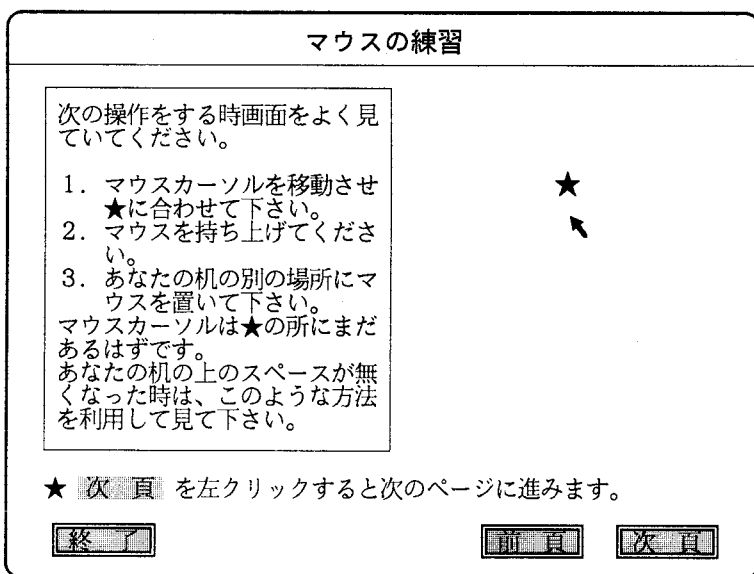 マウスの練習
次の操作をする時画面をよく見
ていてください。
1. マウスカーソルを移動させ
★に合わせて下さい。
2. マウスを持ち上げてくださ
い。
3. あなたの机の別の場所にマ
ウスを置いて下さい。
マウスカーソルは★の所にまだ
あるはずです。
あなたの机の上のスペースが無
くなった時は、このような方法
を利用して見て下さい。
★
★ 次 頁 を左クリックすると次のページに進みます。
終 了
前 頁
次 頁